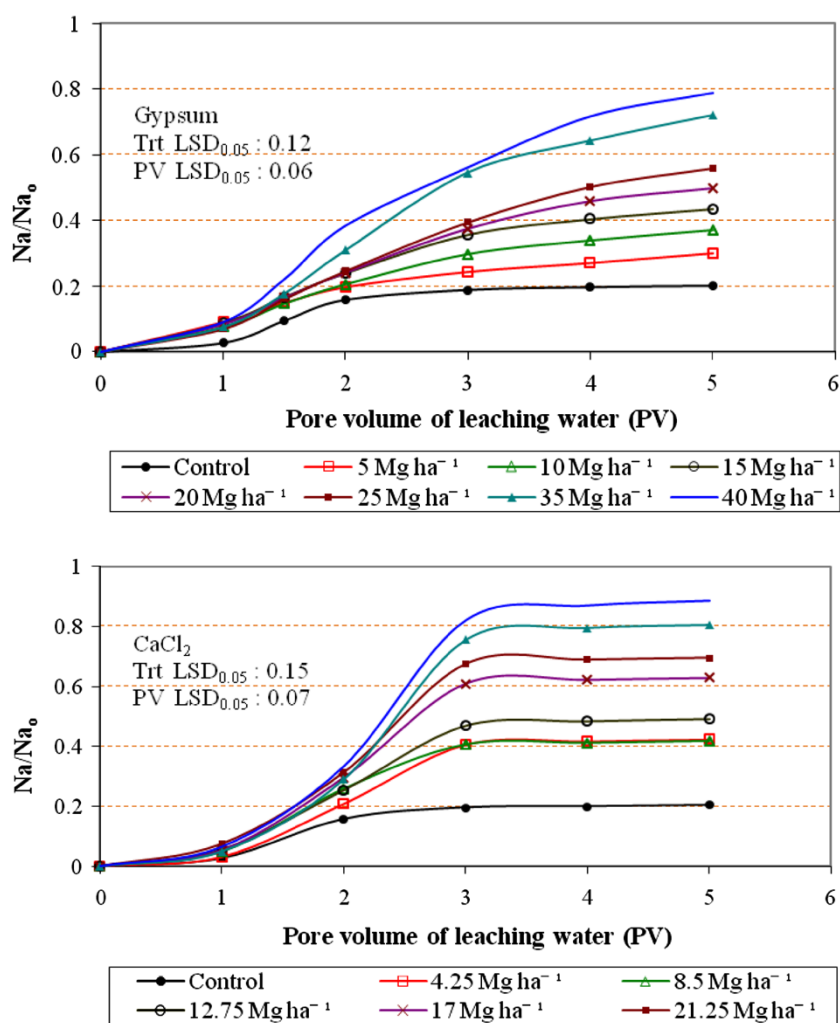 1
0.8
0.6
0.4
0.2
0
Na/Naₒ
Gypsum
Trt LSD₀.₀₅ : 0.12
PV LSD₀.₀₅ : 0.06
0 1 2 3 4 5 6
Pore volume of leaching water (PV)
Control 5 Mg ha⁻¹ 10 Mg ha⁻¹ 15 Mg ha⁻¹
20 Mg ha⁻¹ 25 Mg ha⁻¹ 35 Mg ha⁻¹ 40 Mg ha⁻¹
1
0.8
0.6
0.4
0.2
0
Na/Naₒ
CaCl₂
Trt LSD₀.₀₅ : 0.15
PV LSD₀.₀₅ : 0.07
0 1 2 3 4 5 6
Pore volume of leaching water (PV)
Control 4.25 Mg ha⁻¹ 8.5 Mg ha⁻¹
12.75 Mg ha⁻¹ 17 Mg ha⁻¹ 21.25 Mg ha⁻¹